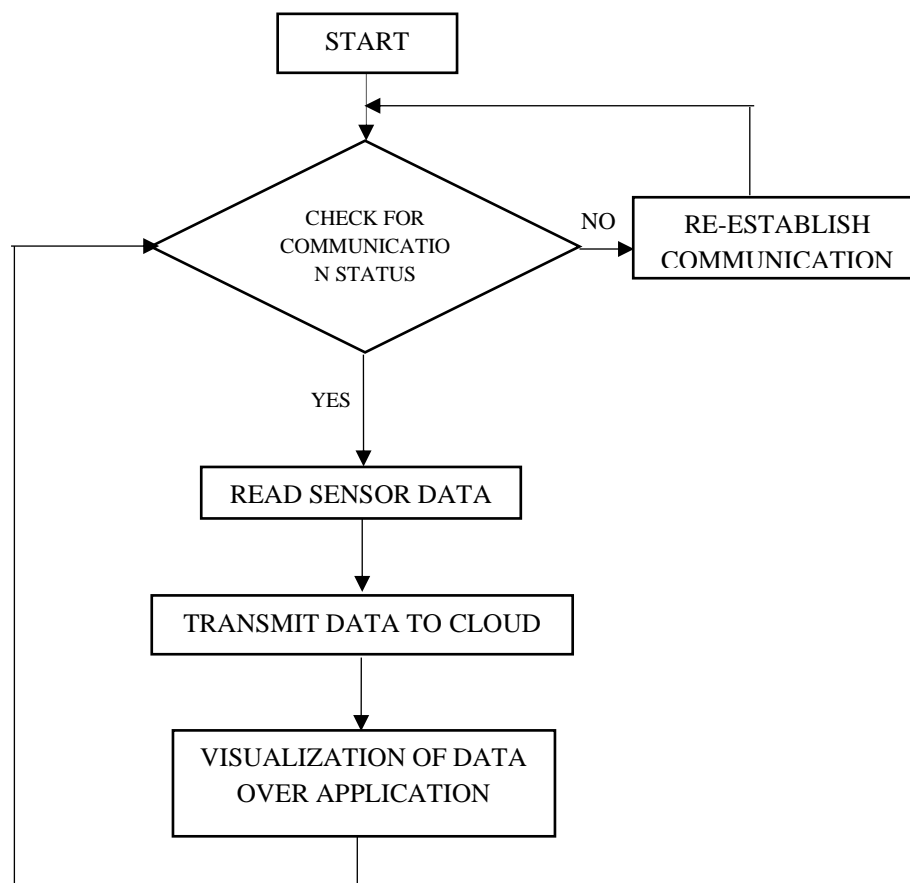 START
CHECK FOR
COMMUNICATIO
N STATUS
NO
RE-ESTABLISH
COMMUNICATION
YES
READ SENSOR DATA
TRANSMIT DATA TO CLOUD
VISUALIZATION OF DATA
OVER APPLICATION